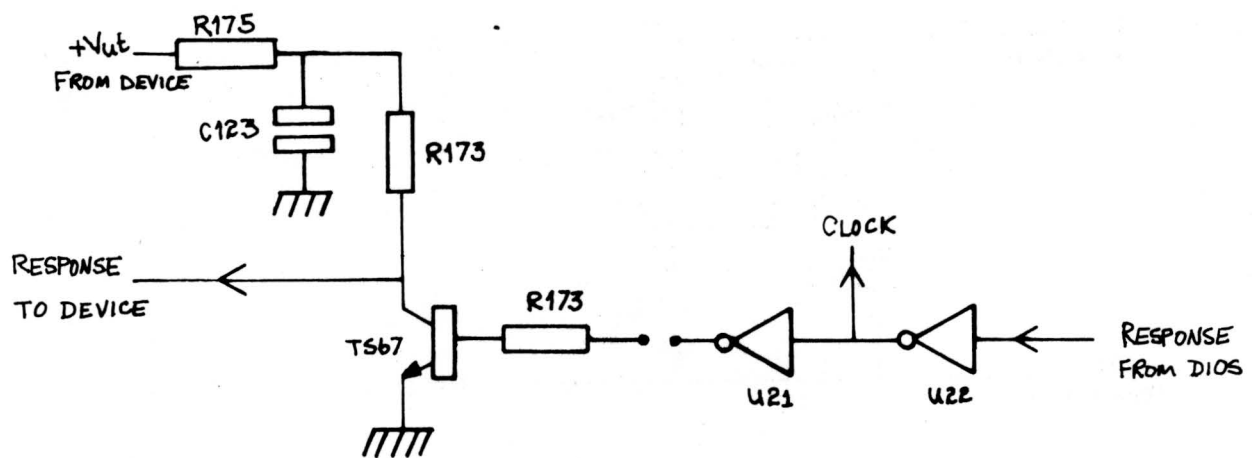 R175
+Vut
FROM DEVICE
C123
R173
CLOCK
RESPONSE
TO DEVICE
R173
TS67
RESPONSE
FROM DIOS
U21
U22